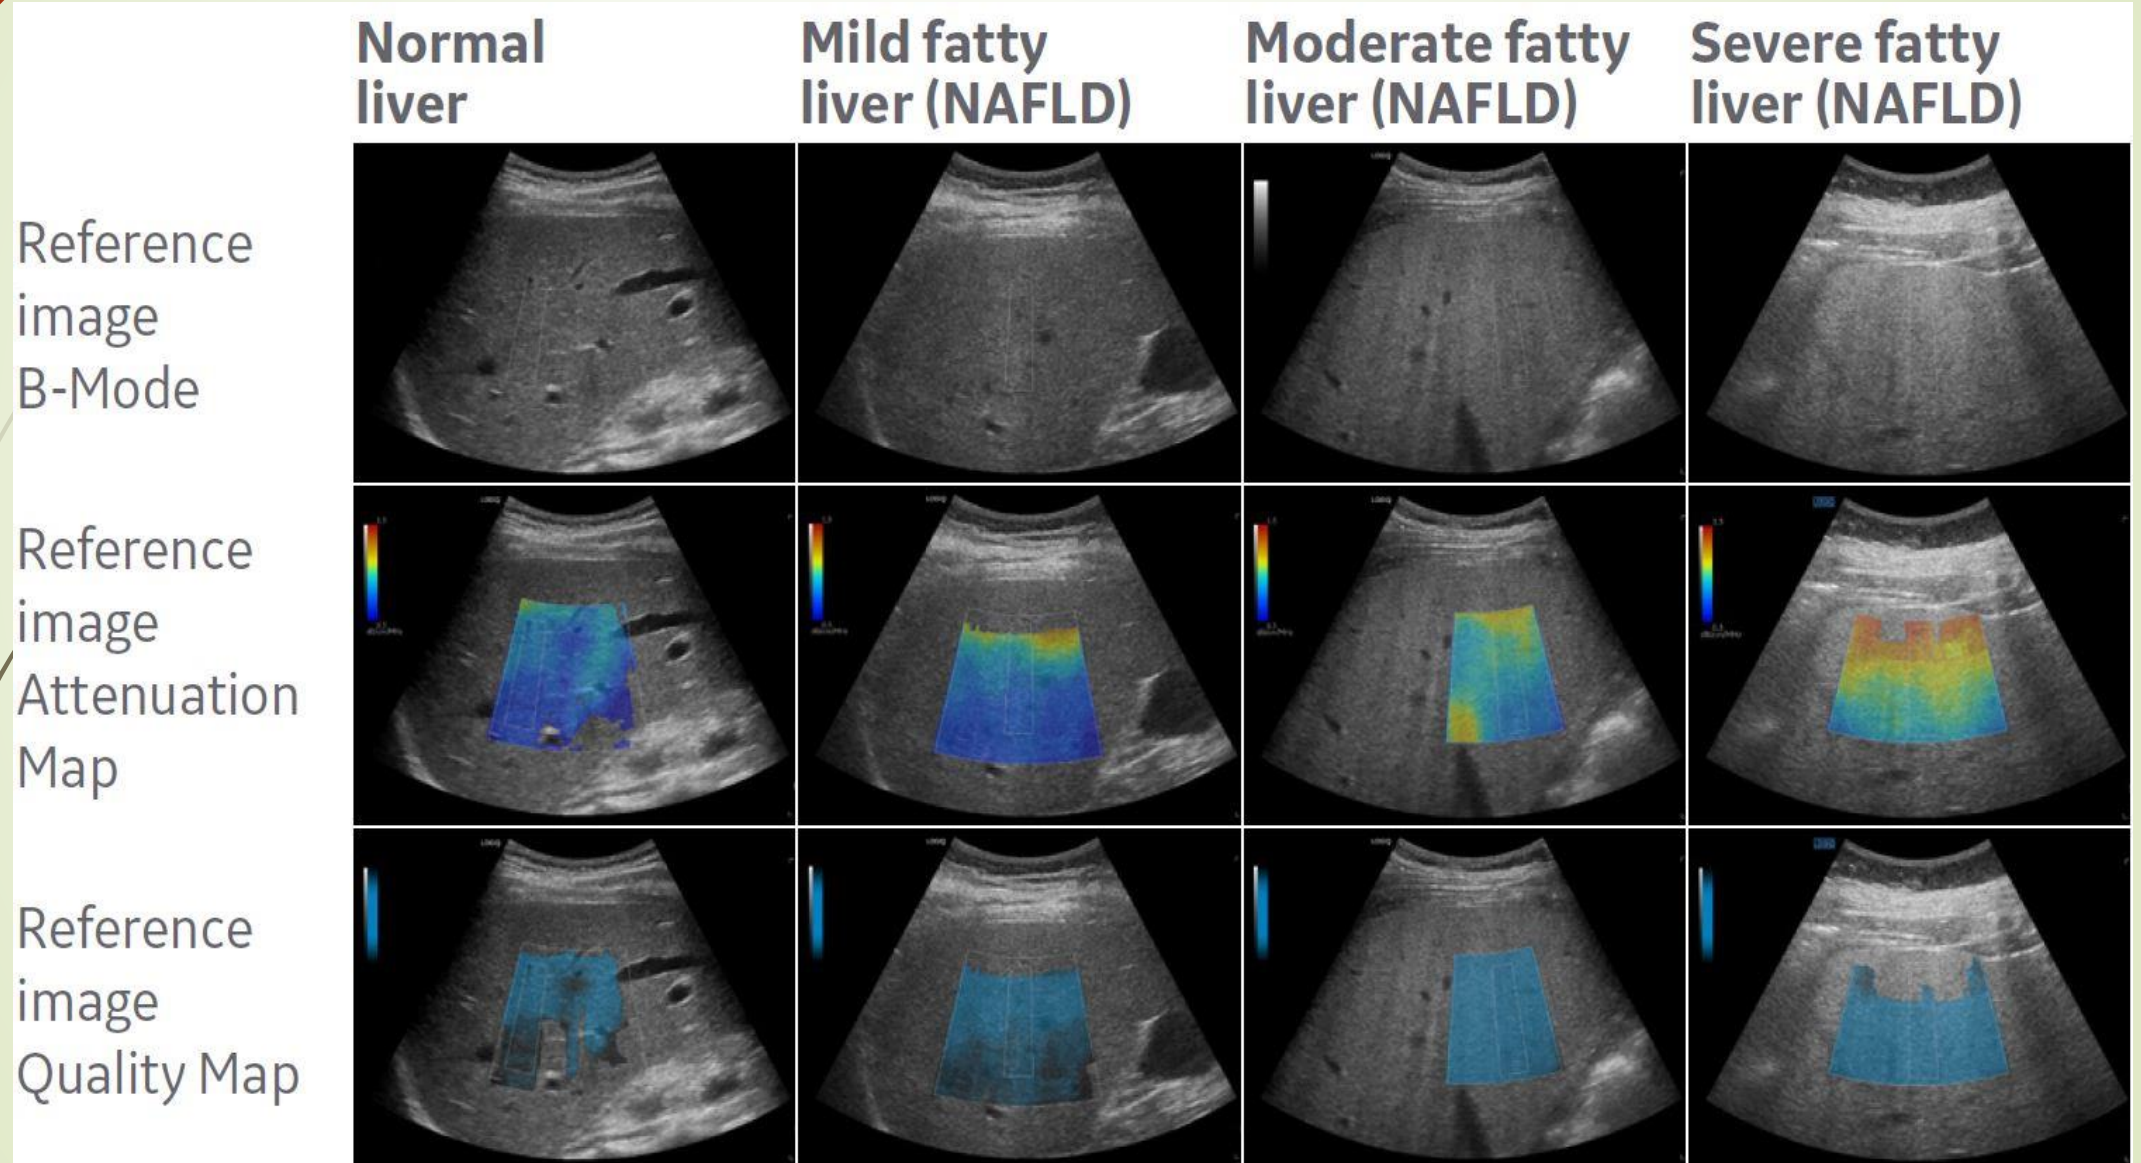 Normal
liver
Mild fatty
liver (NAFLD)
Moderate fatty
liver (NAFLD)
Severe fatty
liver (NAFLD)
Reference
image
B-Mode
Reference
image
Attenuation
Map
Reference
image
Quality Map